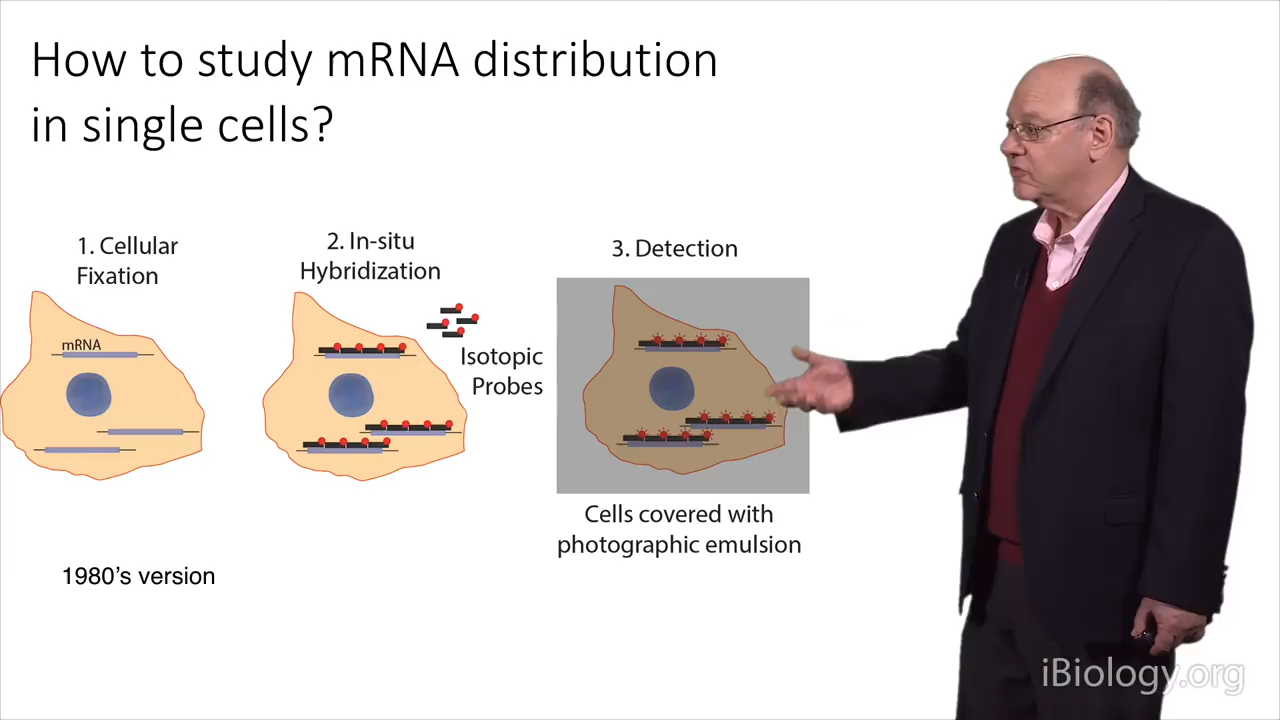 How to study mRNA distribution
in single cells?
1. Cellular
Fixation
2. In-situ
Hybridization
3. Detection
mRNA
Isotopic
Probes
Cells covered with
photographic emulsion
1980’s version
iBiology.org